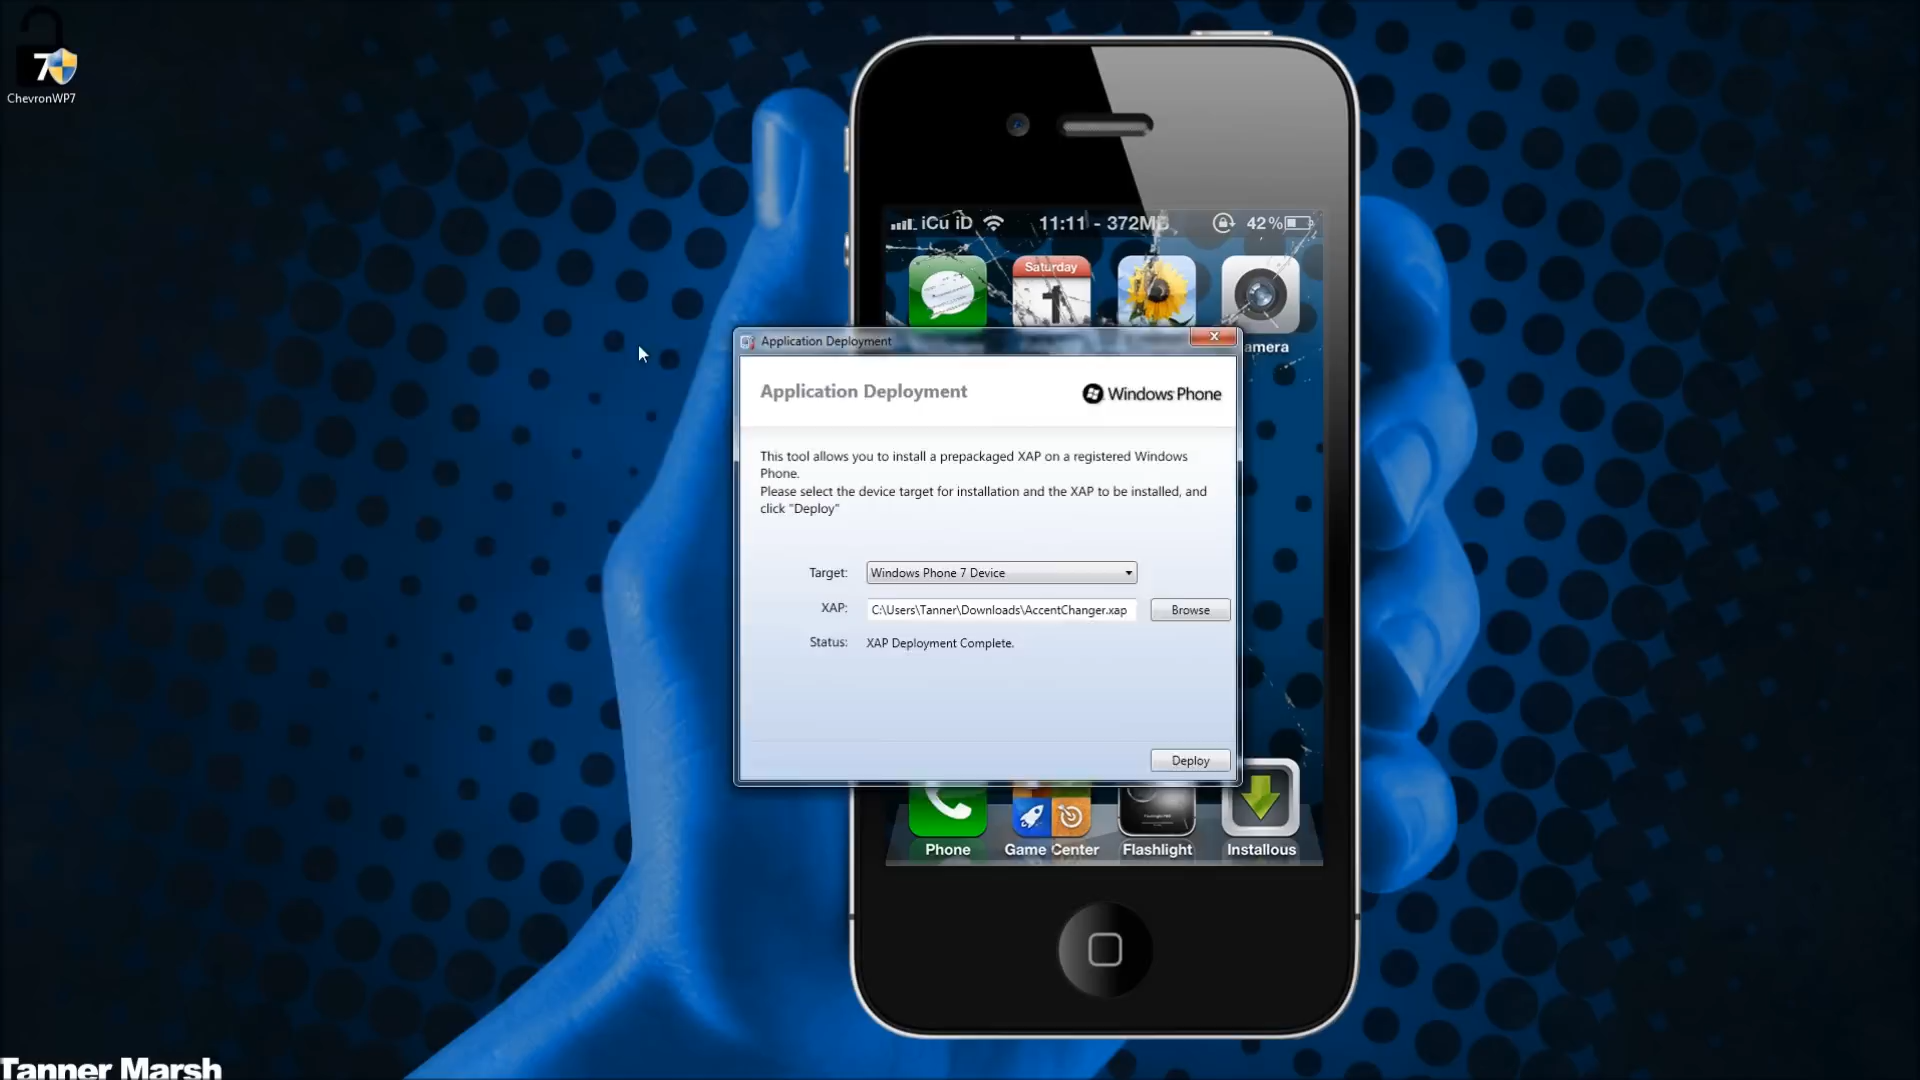 7
ChevronWP7
iCu iD
11:11 - 372MB
42%
Saturday
1
amera
Application Deployment
Application Deployment
Windows Phone
This tool allows you to install a prepackaged XAP on a registered Windows
Phone.
Please select the device target for installation and the XAP to be installed, and
click "Deploy"
Target:
Windows Phone 7 Device
XAP:
C:\Users\Tanner\Downloads\AccentChanger.xap
Browse
Status:
XAP Deployment Complete.
Deploy
Phone
Game Center
Flashlight
Installous
Tanner Marsh